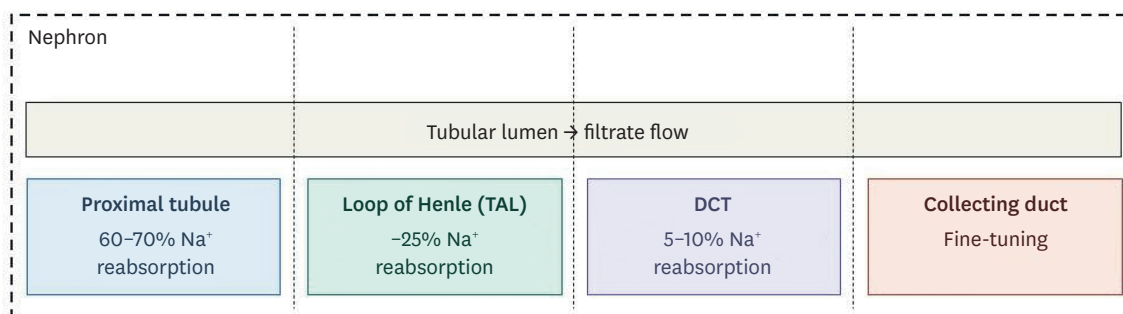 Nephron
Tubular lumen → filtrate flow
Proximal tubule
60–70% Na⁺
reabsorption
Loop of Henle (TAL)
−25% Na⁺
reabsorption
DCT
5–10% Na⁺
reabsorption
Collecting duct
Fine-tuning